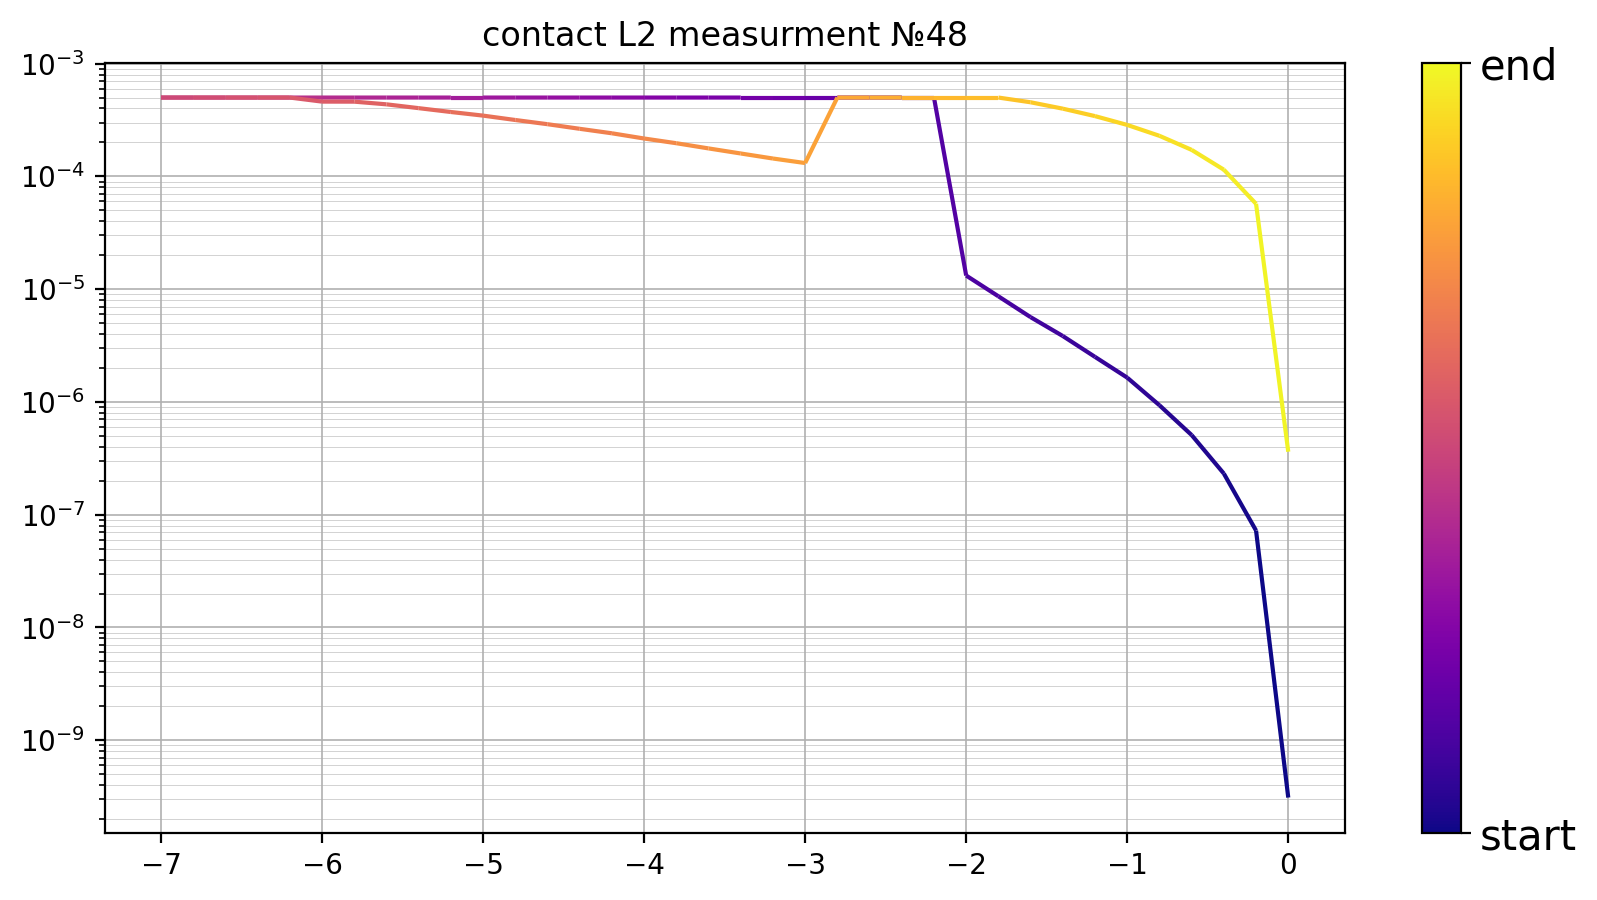 contact L2 measurment №48
10⁻³
10⁻⁴
10⁻⁵
10⁻⁶
10⁻⁷
10⁻⁸
10⁻⁹
−7 −6 −5 −4 −3 −2 −1 0
end
start